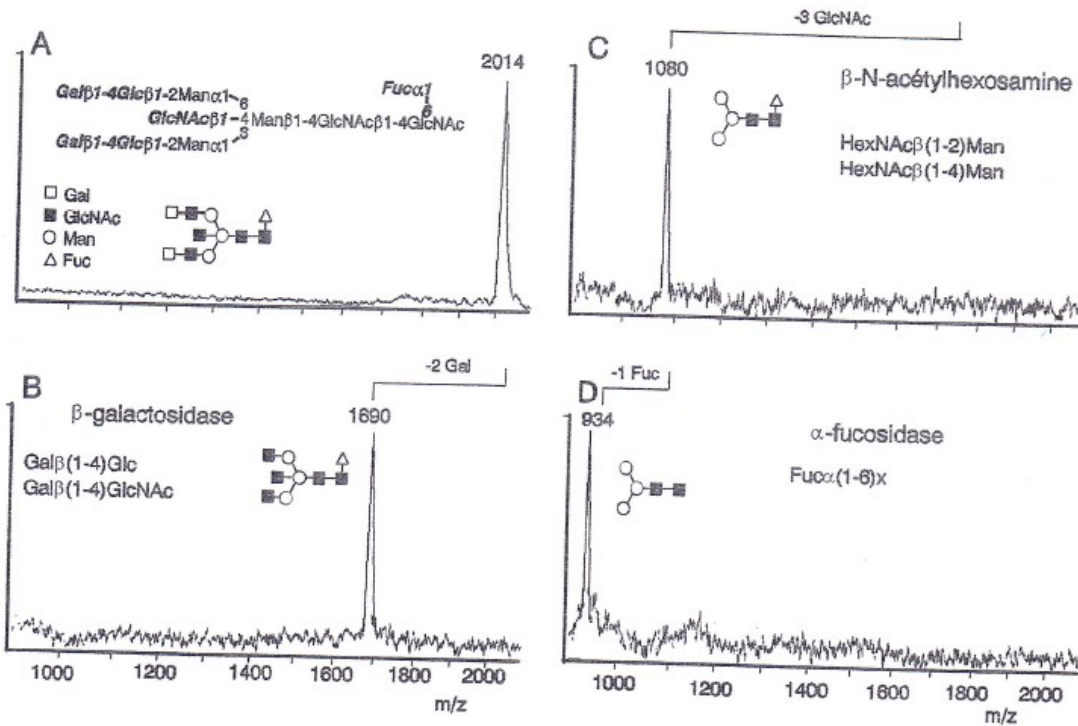 A
2014
Galβ1-4Glcβ1-2Manα1
6
Fucα1
6
GlcNAcβ1-4Manβ1-4GlcNAcβ1-4GlcNAc
3
Galβ1-4Glcβ1-2Manα1
Gal
GlcNAc
Man
Fuc
B
-2 Gal
β-galactosidase
1690
Galβ(1-4)Glc
Galβ(1-4)GlcNAc
1000 1200 1400 1600 1800 2000
m/z
-3 GlcNAc
C
1080
β-N-acétylhexosamine
HexNAcβ(1-2)Man
HexNAcβ(1-4)Man
-1 Fuc
D
934
α-fucosidase
Fucα(1-6)x
1000 1200 1400 1600 1800 2000
m/z